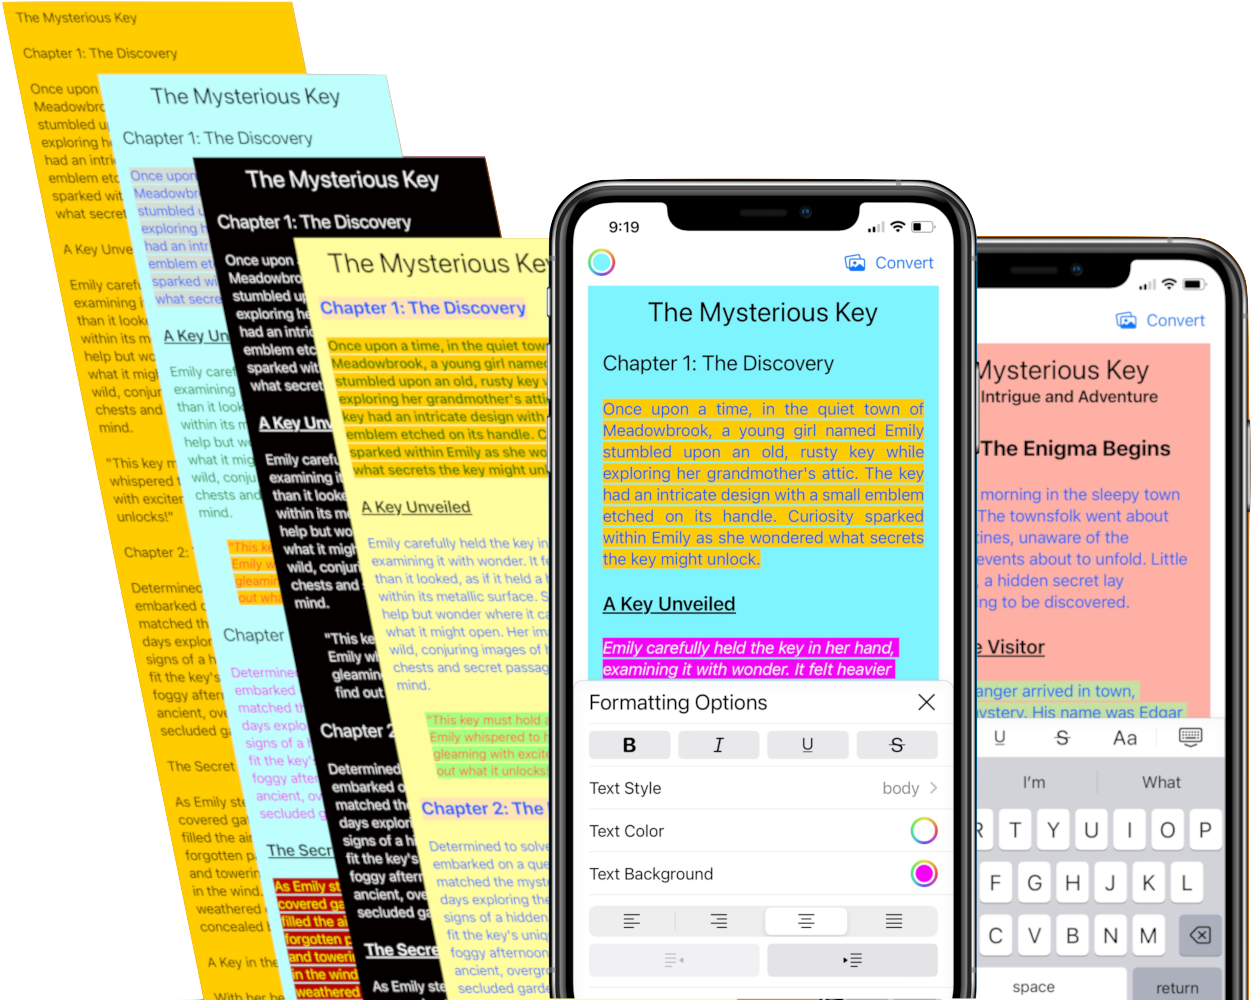 The Mysterious Key
Chapter 1: The Discovery
Once upon
Meadowbro
stumbled u
exploring he
had an intri
emblem etc
sparked wit
what secret
A Key Unve
Emily carefu
examining i
than it looke
within its m
help but wo
what it mig
wild, conjur
chests and
mind.
"This key m
whispered t
with exciter
unlocks!"
Chapter 2:
Determined
embarked o
matched th
days explor
signs of a h
fit the key's
foggy after
ancient, ove
secluded ga
The Secret
As Emily ste
covered ga
filled the air
forgotten p
and towerin
in the wind.
weathered
concealed
A Key in the
With her he
The Mysterious Key
Chapter 1: The Discovery
Once upon
Meadowbr
stumbled u
exploring h
had an intr
emblem et
sparked wi
what secre
A Key Un
Emily caref
examining
than it look
within its m
help but w
what it mig
wild, conju
chests and
mind.
"This ke
Emily w
gleamin
out wha
Chapter
Determined
embarked
matched th
days explo
signs of a h
fit the key'
foggy after
ancient, ov
secluded g
The Secr
As Emily st
covered ga
filled the ai
forgotten p
and towerin
in the wind
weathered
The Mysterious Key
Chapter 1: The Discovery
Once upon
Meadowbr
stumbled up
exploring he
had an intric
emblem etc
sparked wit
what secret
A Key Unv
Emily carefu
examining it
than it looke
within its m
help but wo
what it migh
wild, conjuri
chests and
mind.
"This ke
Emily wh
gleamin
find out
Chapter 2
Determined
embarked o
matched the
days explori
signs of a hi
fit the key's
foggy aftern
ancient, ove
secluded ga
The Secre
As Emily ste
The Mysterious Key
Chapter 1: The Discovery
Once upon a time, in the quiet town
Meadowbrook, a young girl named
stumbled upon an old, rusty key w
exploring her grandmother's attic
key had an intricate design with
emblem etched on its handle. C
sparked within Emily as she wo
what secrets the key might unl
A Key Unveiled
Emily carefully held the key in
examining it with wonder. It fe
than it looked, as if it held a h
within its metallic surface. S
help but wonder where it ca
what it might open. Her ima
wild, conjuring images of h
chests and secret passag
mind.
"This key must hold a
Emily whispered to h
gleaming with excite
out what it unlocks!
Chapter 2: The
Determined to solve
embarked on a que
matched the myste
days exploring the
signs of a hidden
fit the key's uniq
foggy afternoon
ancient, overgr
secluded garde
9:19
Convert
The Mysterious Key
Chapter 1: The Discovery
Once upon a time, in the quiet town of
Meadowbrook, a young girl named Emily
stumbled upon an old, rusty key while
exploring her grandmother's attic. The key
had an intricate design with a small emblem
etched on its handle. Curiosity sparked
within Emily as she wondered what secrets
the key might unlock.
A Key Unveiled
Emily carefully held the key in her hand,
examining it with wonder. It felt heavier
Formatting Options
B I U S
Text Style body
Text Color
Text Background
Convert
Mysterious Key
Intrigue and Adventure
The Enigma Begins
morning in the sleepy town
The townsfolk went about
tines, unaware of the
events about to unfold. Little
, a hidden secret lay
ng to be discovered.
e Visitor
anger arrived in town,
ystery. His name was Edgar
U S Aa
I'm What
R T Y U I O P
F G H J K L
C V B N M
space return